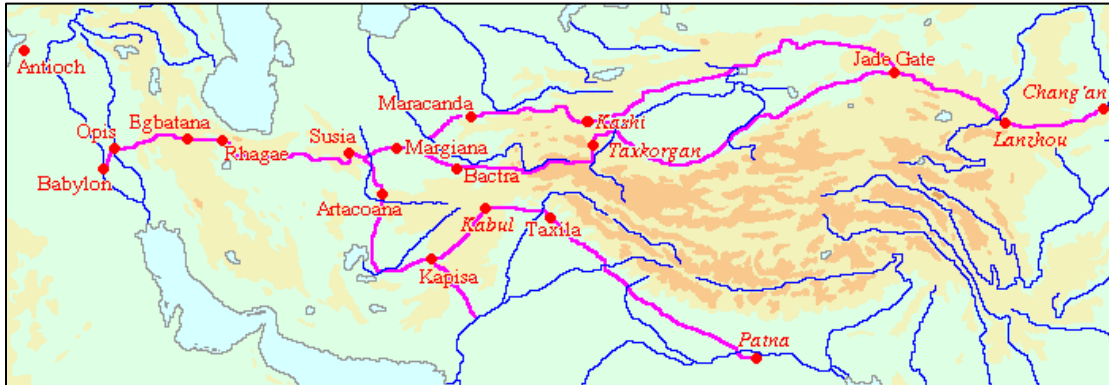 Antioch
Jade Gate
Chang'an
Maracanda
Kashi
Lanzhou
Egbatana
Opis
Rhagae
Susia
Margiana
Taxkorgan
Babylon
Bactra
Artacoana
Kabul
Taxila
Kapisa
Patna